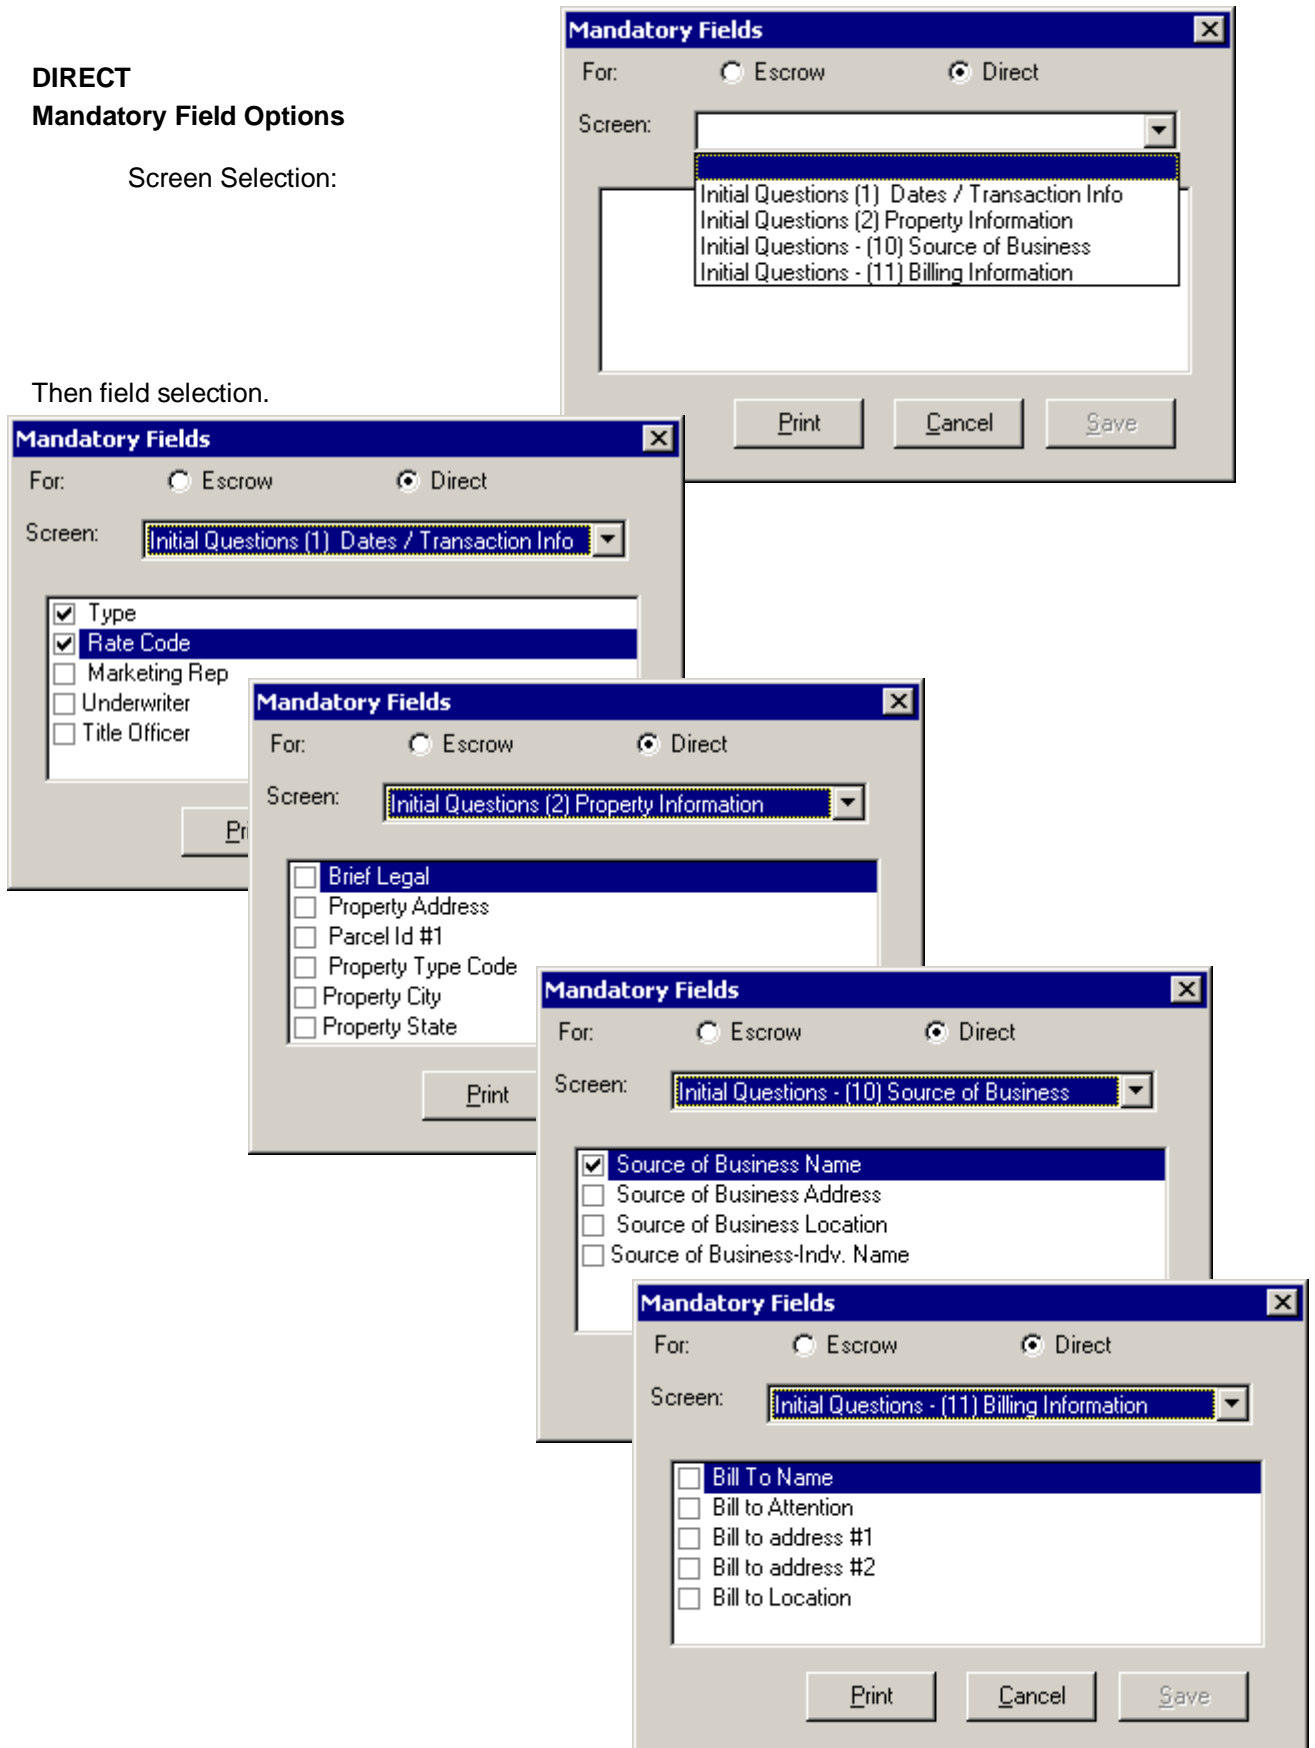 DIRECT
Mandatory Field Options
Screen Selection:
Mandatory Fields
For: Escrow Direct
Screen:
Initial Questions (1)  Dates / Transaction Info
Initial Questions (2) Property Information
Initial Questions - (10) Source of Business
Initial Questions - (11) Billing Information
Print Cancel Save
Then field selection.
Mandatory Fields
For: Escrow Direct
Screen: Initial Questions (1)  Dates / Transaction Info
Type
Rate Code
Marketing Rep
Underwriter
Title Officer
Pri
Mandatory Fields
For: Escrow Direct
Screen: Initial Questions (2) Property Information
Brief Legal
Property Address
Parcel Id #1
Property Type Code
Property City
Property State
Print
Mandatory Fields
For: Escrow Direct
Screen: Initial Questions - (10) Source of Business
Source of Business Name
Source of Business Address
Source of Business Location
Source of Business-Indv. Name
Mandatory Fields
For: Escrow Direct
Screen: Initial Questions - (11) Billing Information
Bill To Name
Bill to Attention
Bill to address #1
Bill to address #2
Bill to Location
Print Cancel Save